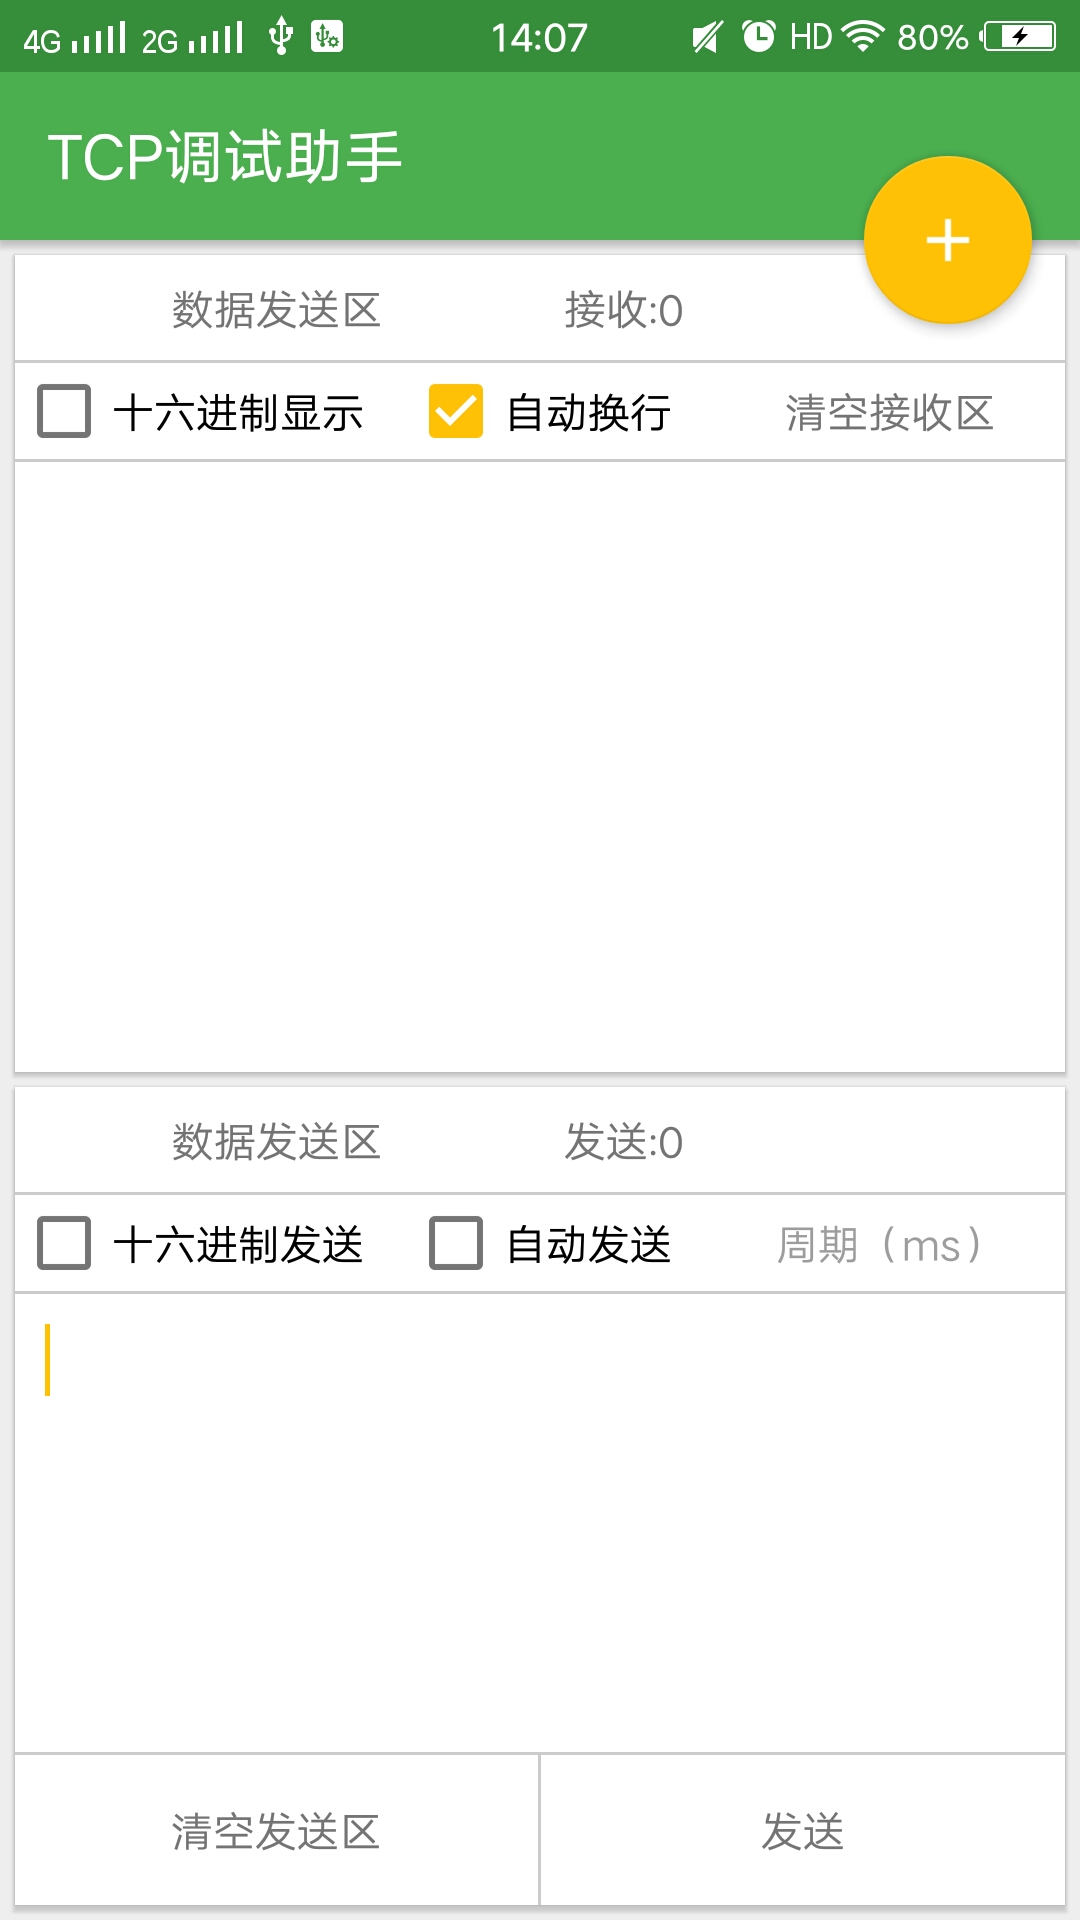 4G 2G 14:07 HD 80%
TCP调试助手
数据发送区 接收:0
十六进制显示 自动换行 清空接收区
数据发送区 发送:0
十六进制发送 自动发送 周期（ms）
清空发送区 发送